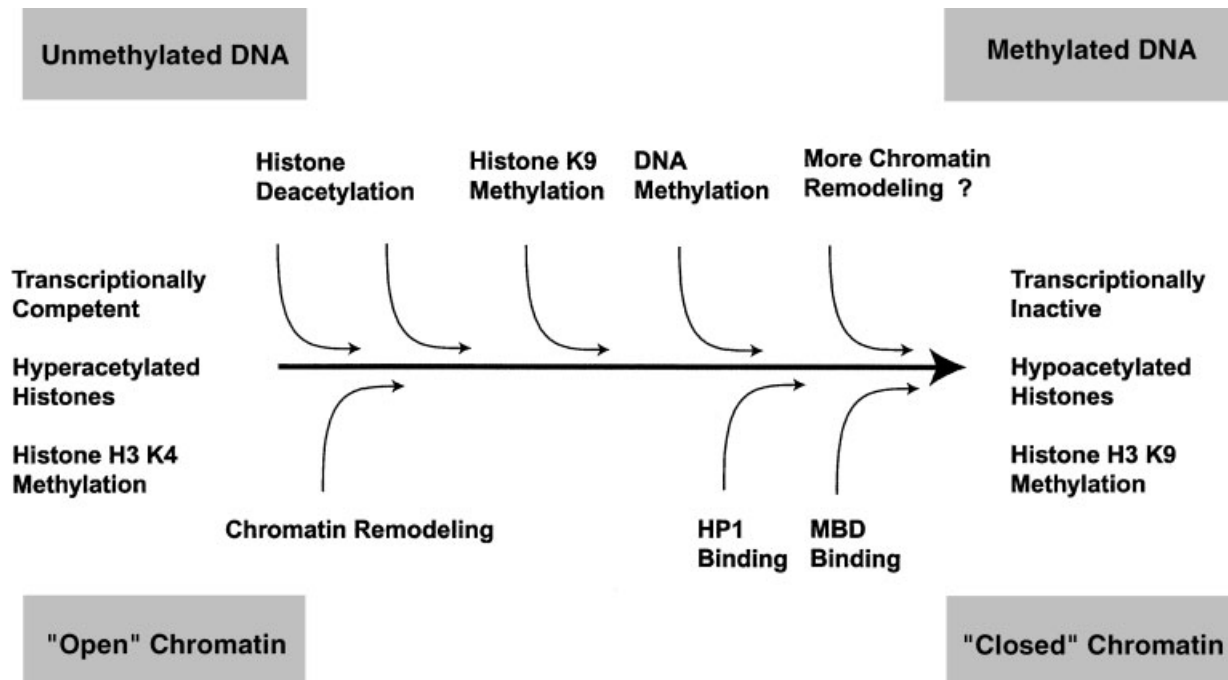 Unmethylated DNA
Methylated DNA
Histone
Deacetylation
Histone K9
Methylation
DNA
Methylation
More Chromatin
Remodeling ?
Transcriptionally
Competent
Hyperacetylated
Histones
Histone H3 K4
Methylation
Transcriptionally
Inactive
Hypoacetylated
Histones
Histone H3 K9
Methylation
Chromatin Remodeling
HP1
Binding
MBD
Binding
"Open" Chromatin
"Closed" Chromatin